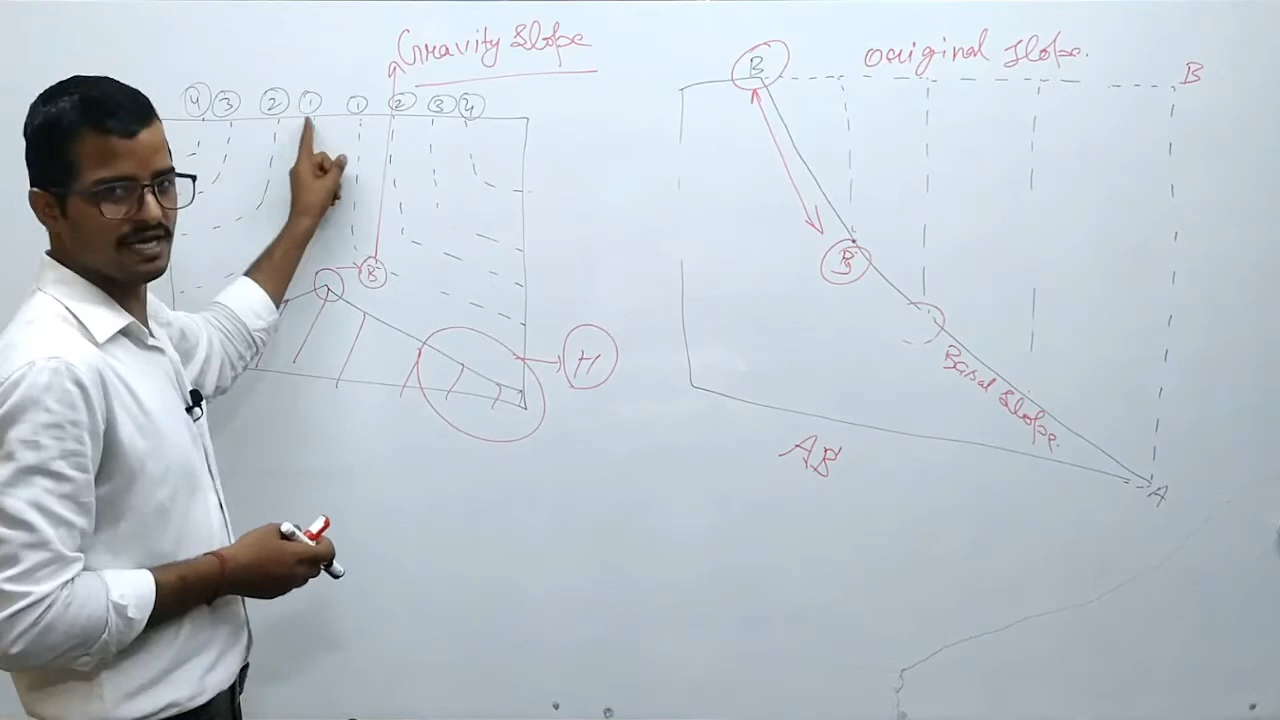 Gravity Slope
4 3 2 1 1 2 3 4
B
H
original slope.
B
B
B
Basal Slope.
AB'
A